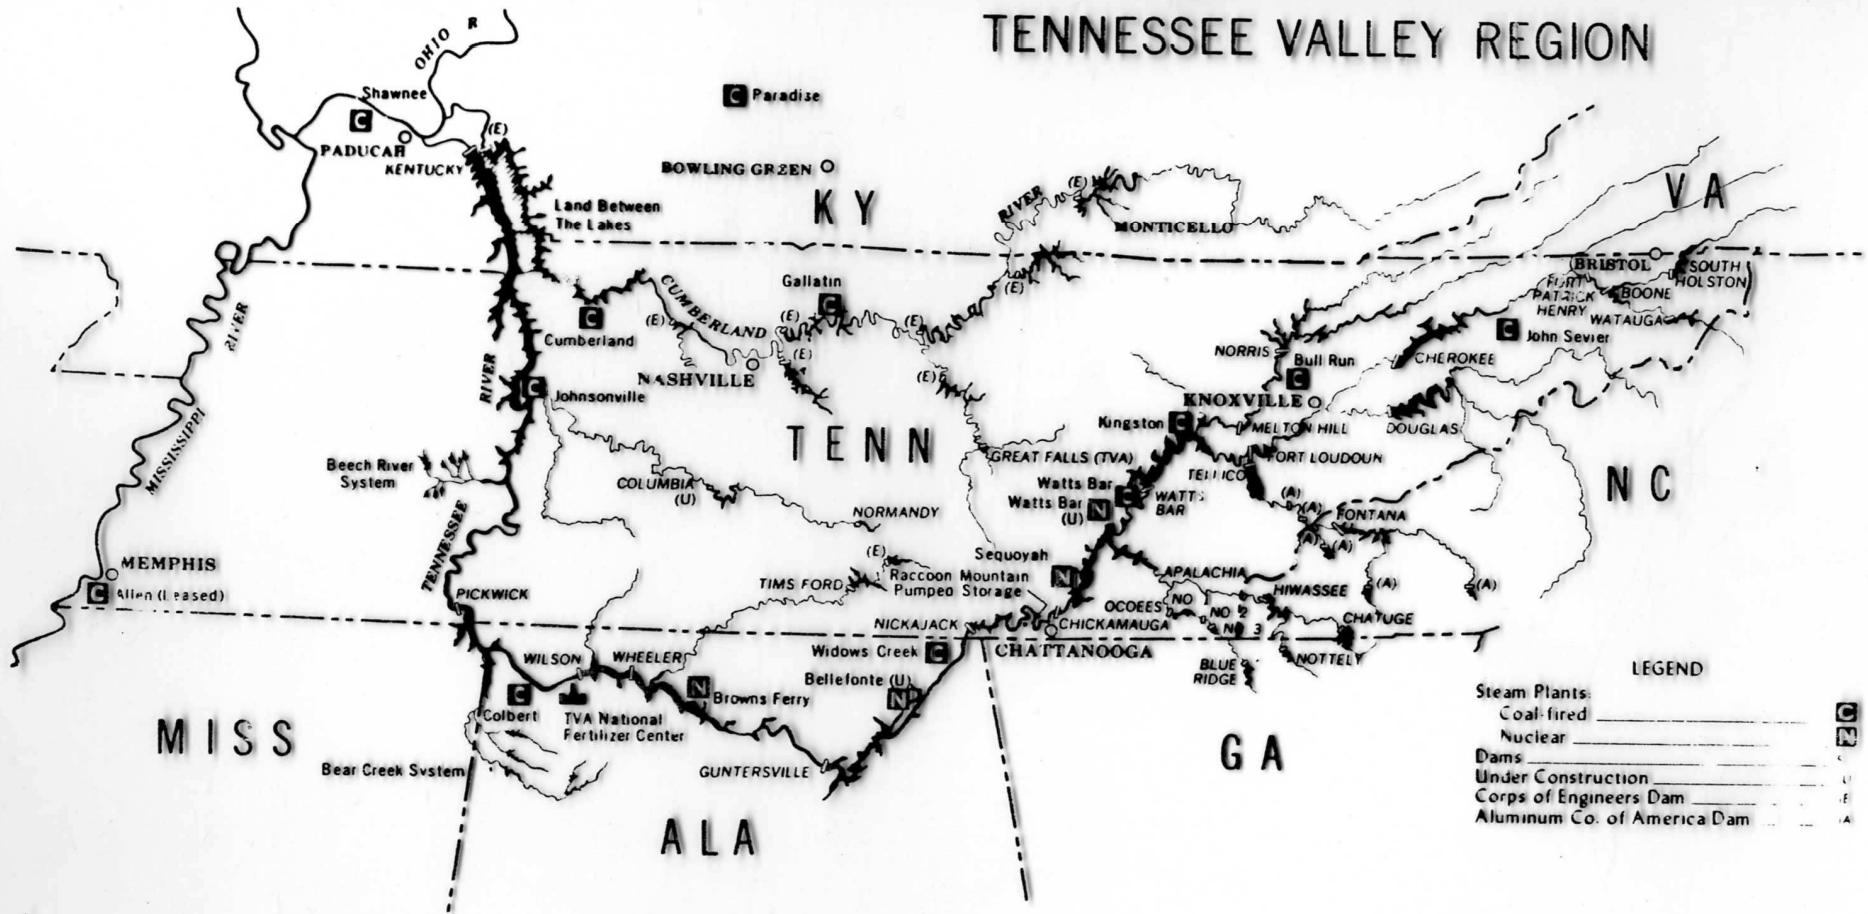 TENNESSEE VALLEY REGION
OHIO R
Shawnee
C
PADUCAH
KENTUCKY
(E)
C Paradise
BOWLING GREEN
KY
VA
Land Between
The Lakes
RIVER
(E)
MONTICELLO
(E)
BRISTOL
SOUTH
HOLSTON
FORT
PATRICK
HENRY
BOONE
WATAUGA
C John Sevier
CHEROKEE
Gallatin
C
CUMBERLAND
(E)
(E)
(E)
(E)
(E)
C
Cumberland
NASHVILLE
RIVER
RIVER
MISSISSIPPI
C Johnsonville
TENN
NORRIS
Bull Run
C
KNOXVILLE
Kingston C
MELTON HILL
DOUGLAS
GREAT FALLS (TVA)
FORT LOUDOUN
TELLICO
NC
Beech River
System
COLUMBIA
(U)
NORMANDY
Watts Bar C
Watts Bar N
(U)
WATTS
BAR
(A)
(A)
FONTANA
(A)
(A)
(A)
(A)
TENNESSEE
MEMPHIS
C Allen (Leased)
PICKWICK
(E)
TIMS FORD
Sequoyah
N
Raccoon Mountain
Pumped Storage
APALACHIA
HIWASSEE
OCOEES
NO 1
NO 2
NO 3
CHATUGE
NOTTELY
BLUE
RIDGE
NICKAJACK
CHICKAMAUGA
CHATTANOOGA
Widows Creek C
Bellefonte (U)
N
WILSON
WHEELER
C
Colbert
TVA National
Fertilizer Center
N
Browns Ferry
GUNTERSVILLE
Bear Creek System
MISS
ALA
GA
LEGEND
Steam Plants:
Coal-fired C
Nuclear N
Dams
Under Construction U
Corps of Engineers Dam E
Aluminum Co. of America Dam A